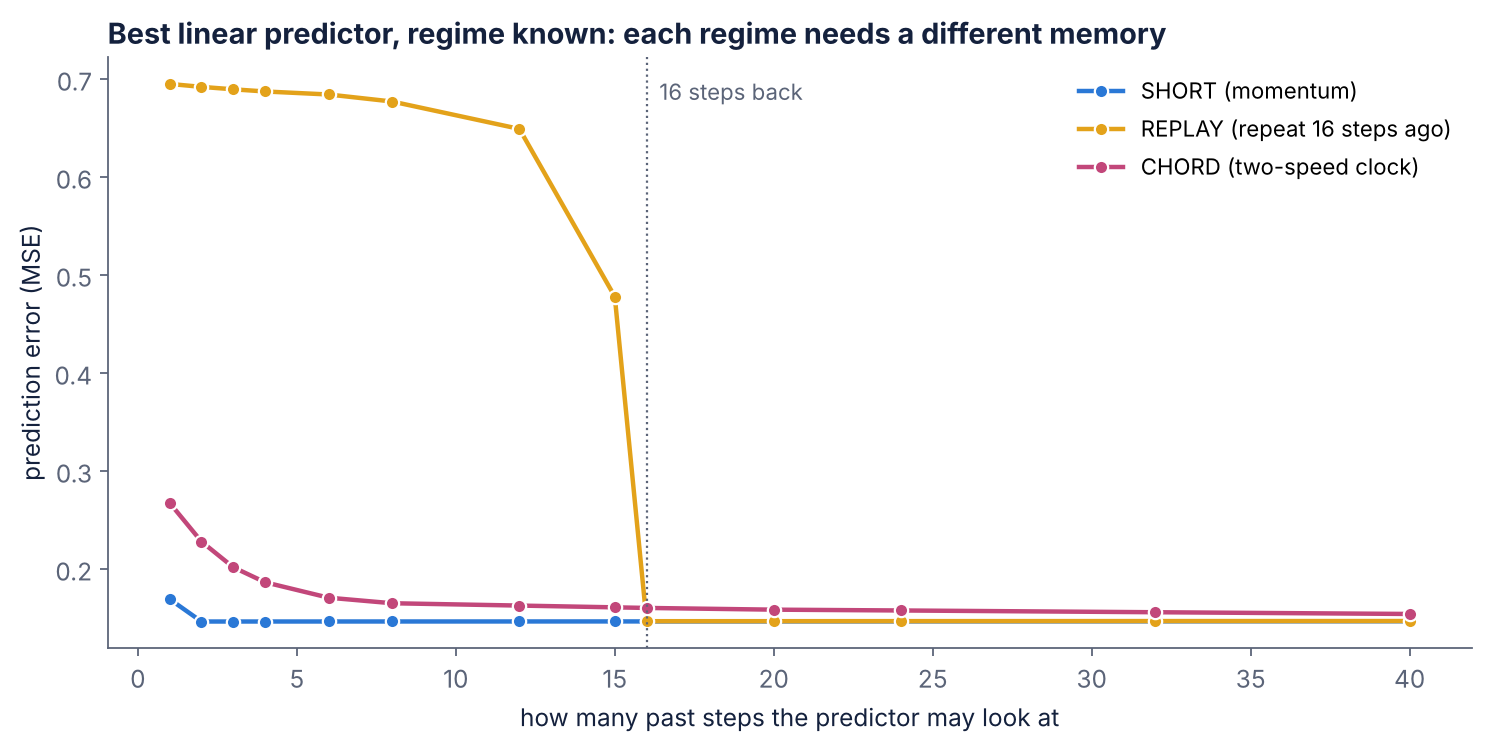 Best linear predictor, regime known: each regime needs a different memory
prediction error (MSE)
0.7
0.6
0.5
0.4
0.3
0.2
16 steps back
SHORT (momentum)
REPLAY (repeat 16 steps ago)
CHORD (two-speed clock)
0 5 10 15 20 25 30 35 40
how many past steps the predictor may look at